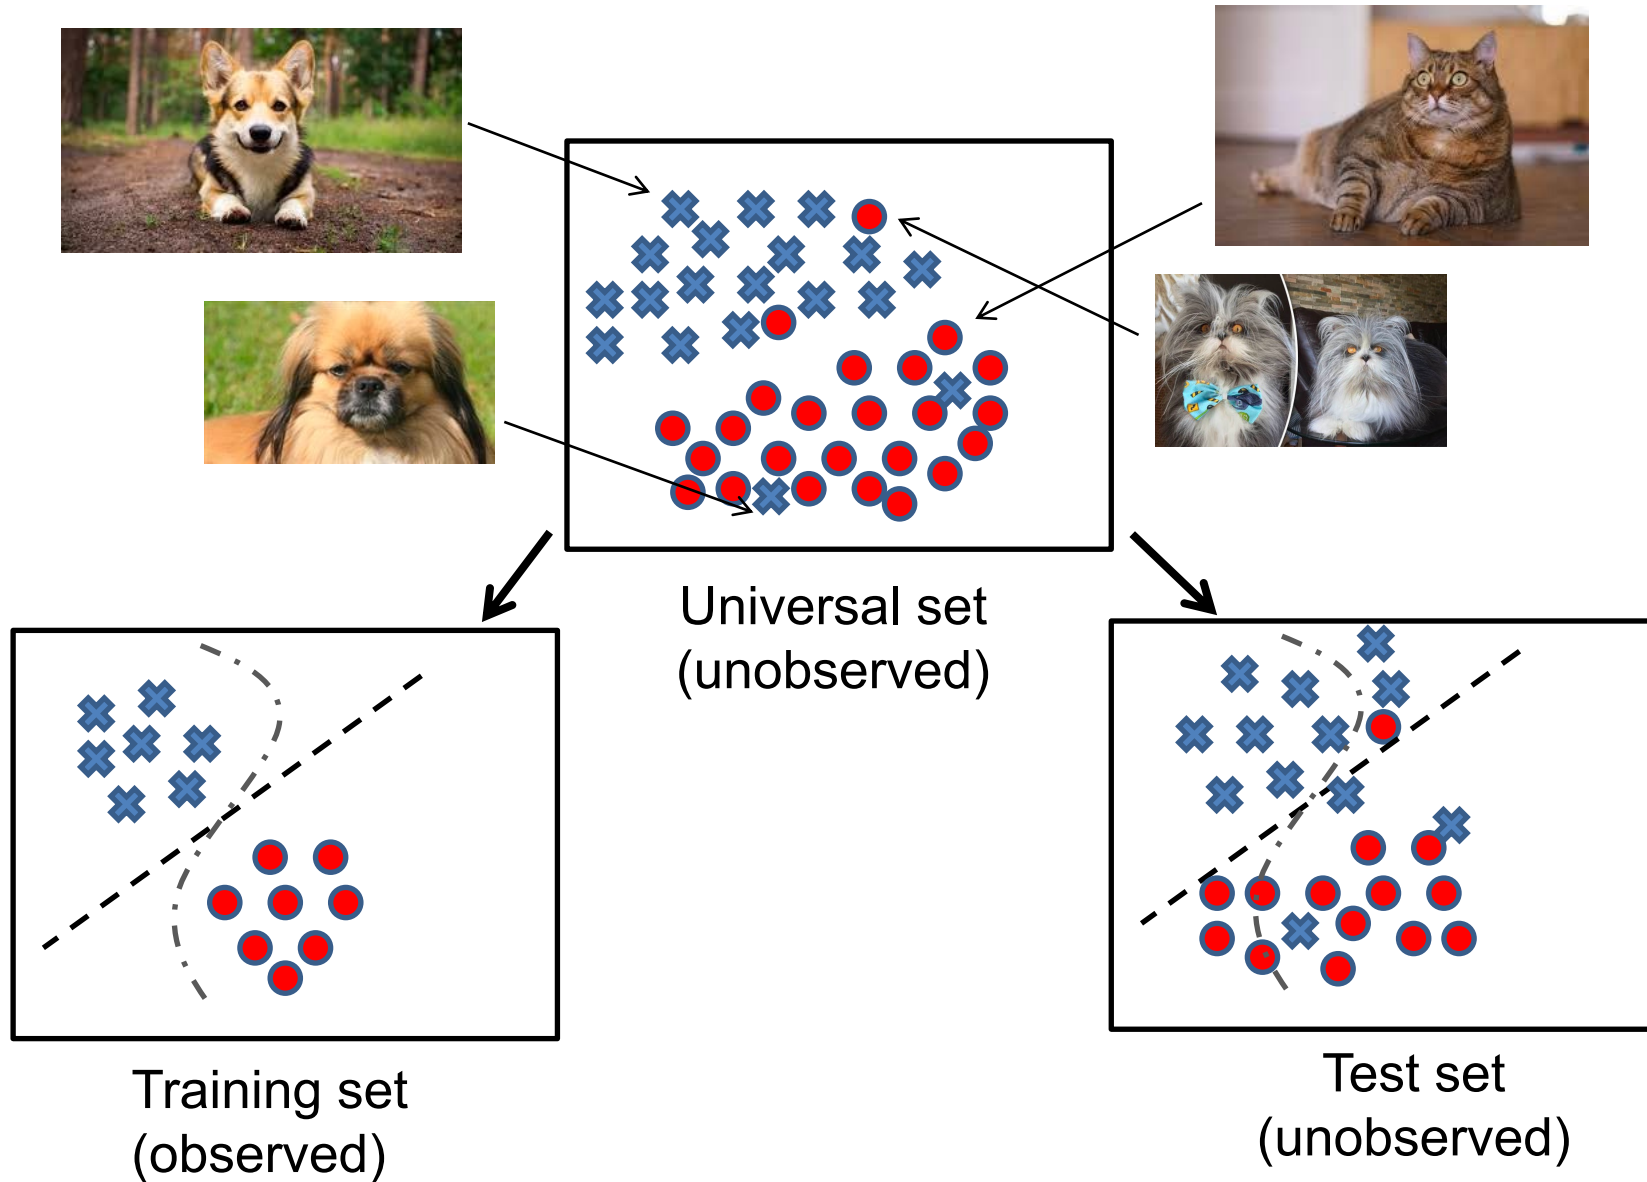 Universal set
(unobserved)
Training set
(observed)
Test set
(unobserved)